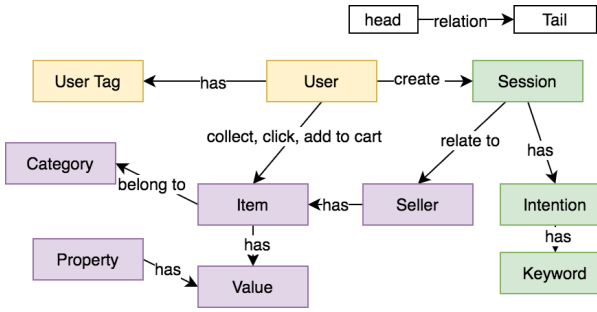 head
relation
Tail
User Tag
has
User
create
Session
collect, click, add to cart
relate to
has
Category
belong to
Item
has
Seller
Intention
has
has
Property
has
Value
Keyword